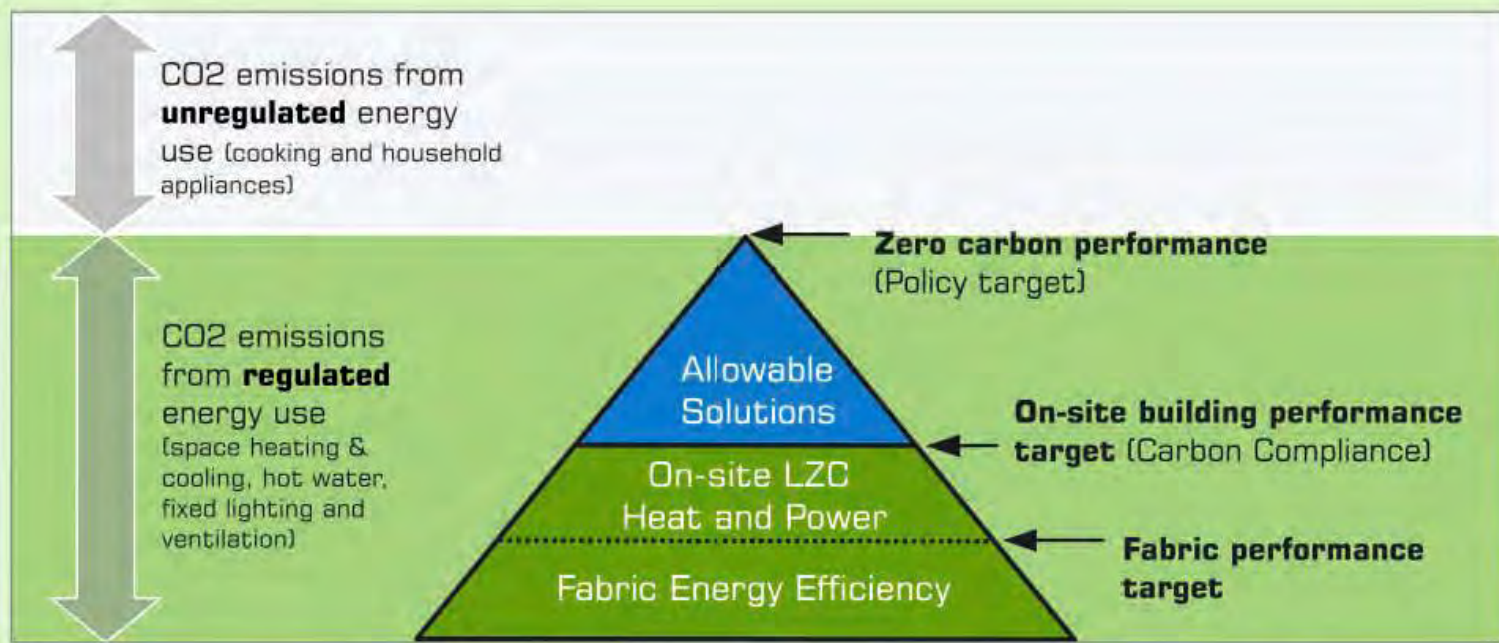 CO2 emissions from
unregulated energy
use (cooking and household
appliances)
Zero carbon performance
(Policy target)
CO2 emissions
from regulated
energy use
(space heating &
cooling, hot water,
fixed lighting and
ventilation)
Allowable
Solutions
On-site building performance
target (Carbon Compliance)
On-site LZC
Heat and Power
Fabric performance
target
Fabric Energy Efficiency